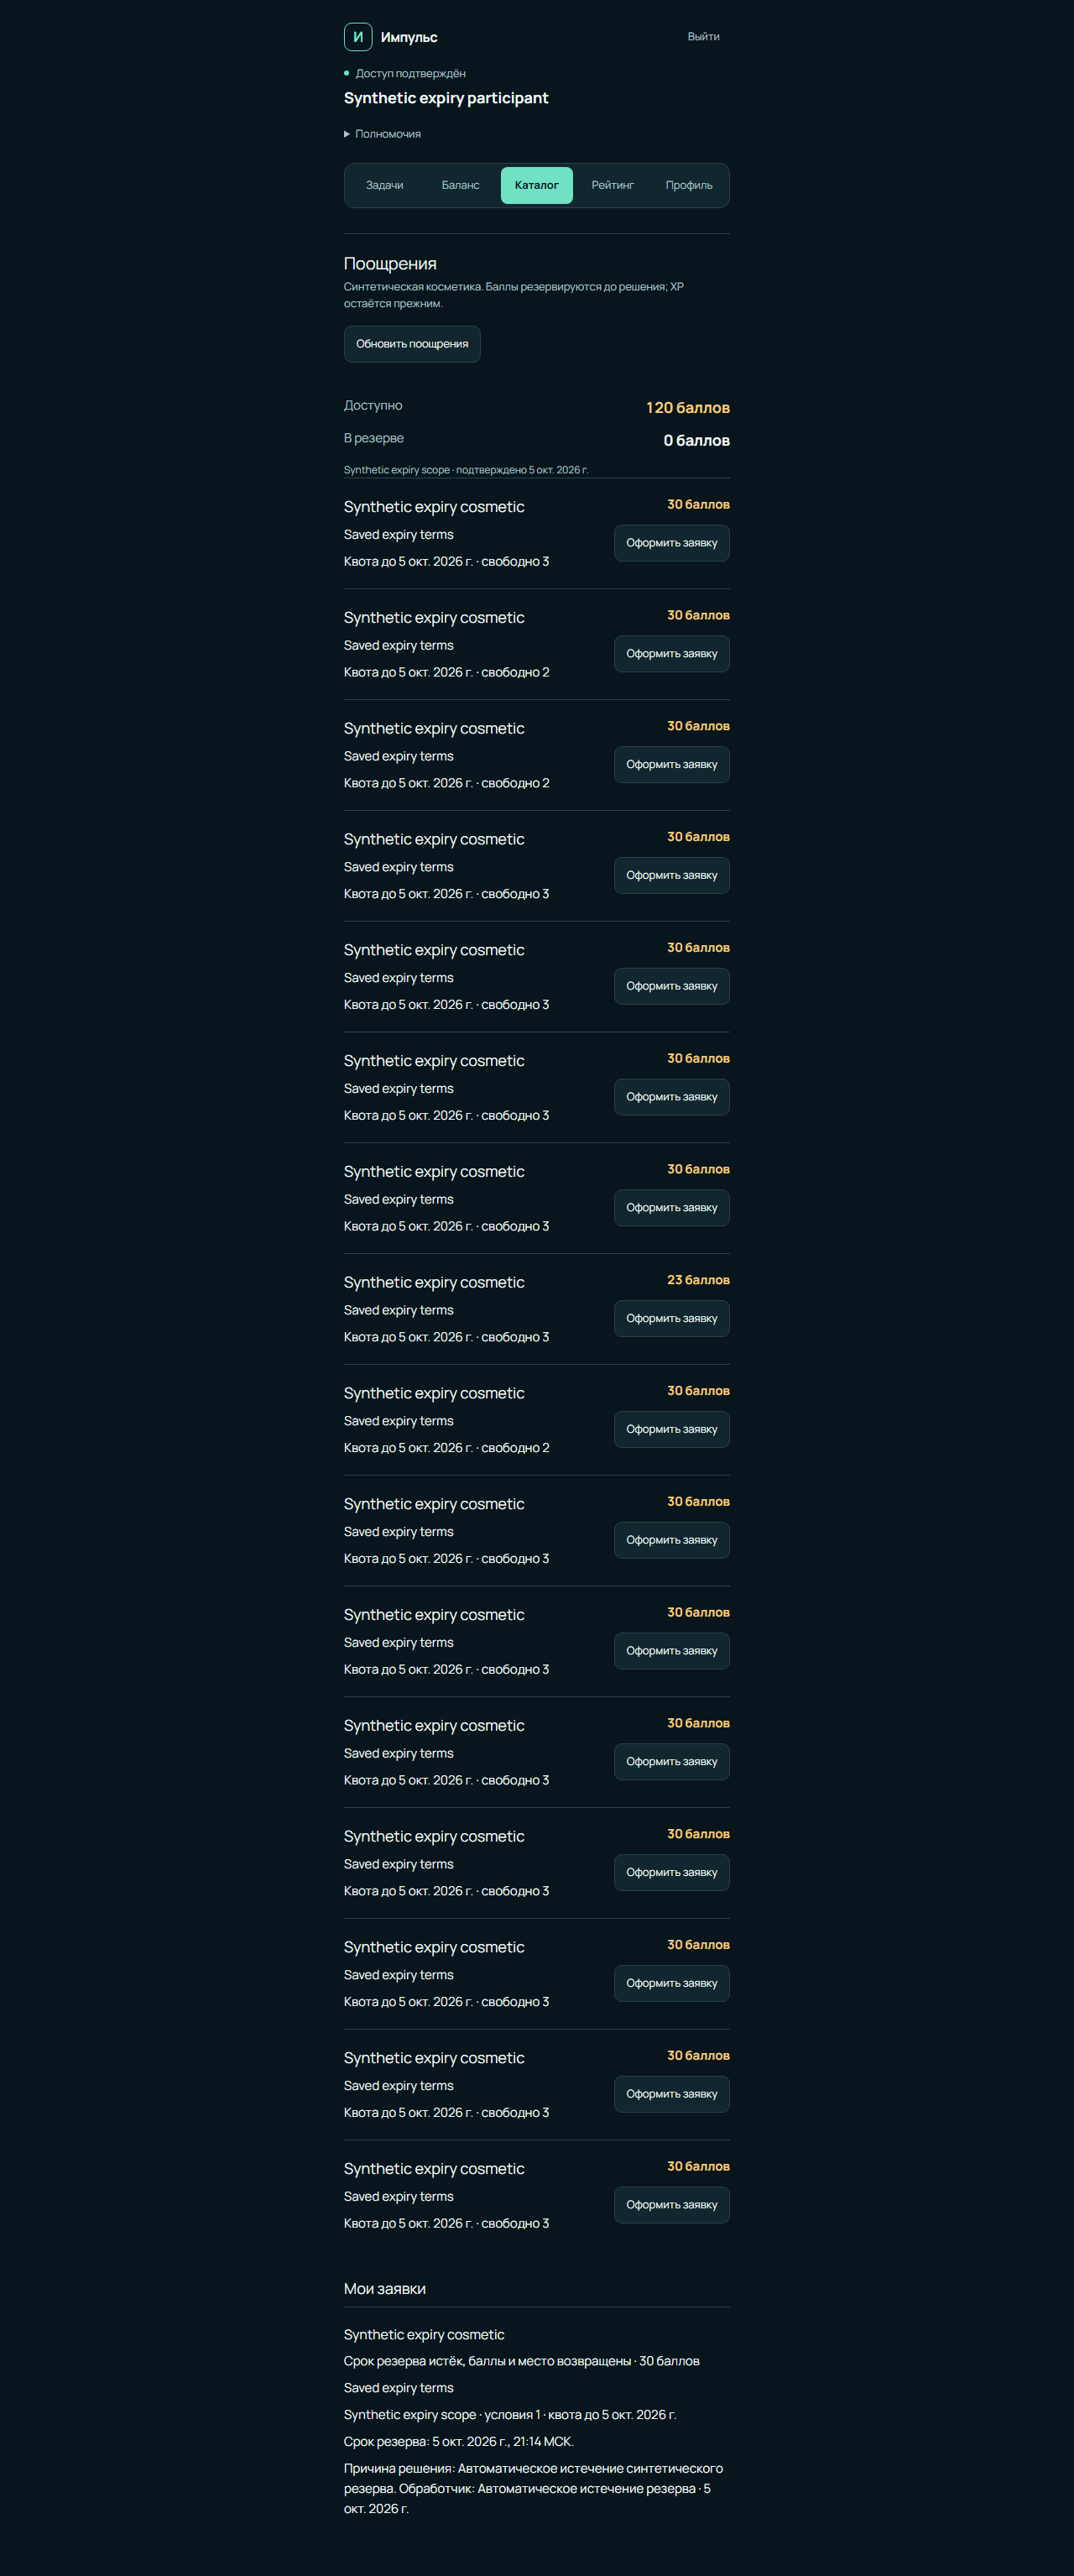 И Импульс
Выйти
Доступ подтверждён
Synthetic expiry participant
Полномочия
Задачи Баланс Каталог Рейтинг Профиль
Поощрения
Синтетическая косметика. Баллы резервируются до решения; XP
остаётся прежним.
Обновить поощрения
Доступно 120 баллов
В резерве 0 баллов
Synthetic expiry scope · подтверждено 5 окт. 2026 г.
Synthetic expiry cosmetic 30 баллов
Saved expiry terms Оформить заявку
Квота до 5 окт. 2026 г. · свободно 3
Synthetic expiry cosmetic 30 баллов
Saved expiry terms Оформить заявку
Квота до 5 окт. 2026 г. · свободно 2
Synthetic expiry cosmetic 30 баллов
Saved expiry terms Оформить заявку
Квота до 5 окт. 2026 г. · свободно 2
Synthetic expiry cosmetic 30 баллов
Saved expiry terms Оформить заявку
Квота до 5 окт. 2026 г. · свободно 3
Synthetic expiry cosmetic 30 баллов
Saved expiry terms Оформить заявку
Квота до 5 окт. 2026 г. · свободно 3
Synthetic expiry cosmetic 30 баллов
Saved expiry terms Оформить заявку
Квота до 5 окт. 2026 г. · свободно 3
Synthetic expiry cosmetic 30 баллов
Saved expiry terms Оформить заявку
Квота до 5 окт. 2026 г. · свободно 3
Synthetic expiry cosmetic 23 баллов
Saved expiry terms Оформить заявку
Квота до 5 окт. 2026 г. · свободно 3
Synthetic expiry cosmetic 30 баллов
Saved expiry terms Оформить заявку
Квота до 5 окт. 2026 г. · свободно 2
Synthetic expiry cosmetic 30 баллов
Saved expiry terms Оформить заявку
Квота до 5 окт. 2026 г. · свободно 3
Synthetic expiry cosmetic 30 баллов
Saved expiry terms Оформить заявку
Квота до 5 окт. 2026 г. · свободно 3
Synthetic expiry cosmetic 30 баллов
Saved expiry terms Оформить заявку
Квота до 5 окт. 2026 г. · свободно 3
Synthetic expiry cosmetic 30 баллов
Saved expiry terms Оформить заявку
Квота до 5 окт. 2026 г. · свободно 3
Synthetic expiry cosmetic 30 баллов
Saved expiry terms Оформить заявку
Квота до 5 окт. 2026 г. · свободно 3
Synthetic expiry cosmetic 30 баллов
Saved expiry terms Оформить заявку
Квота до 5 окт. 2026 г. · свободно 3
Synthetic expiry cosmetic 30 баллов
Saved expiry terms Оформить заявку
Квота до 5 окт. 2026 г. · свободно 3
Мои заявки
Synthetic expiry cosmetic
Срок резерва истёк, баллы и место возвращены · 30 баллов
Saved expiry terms
Synthetic expiry scope · условия 1 · квота до 5 окт. 2026 г.
Срок резерва: 5 окт. 2026 г., 21:14 МСК.
Причина решения: Автоматическое истечение синтетического
резерва. Обработчик: Автоматическое истечение резерва · 5
окт. 2026 г.